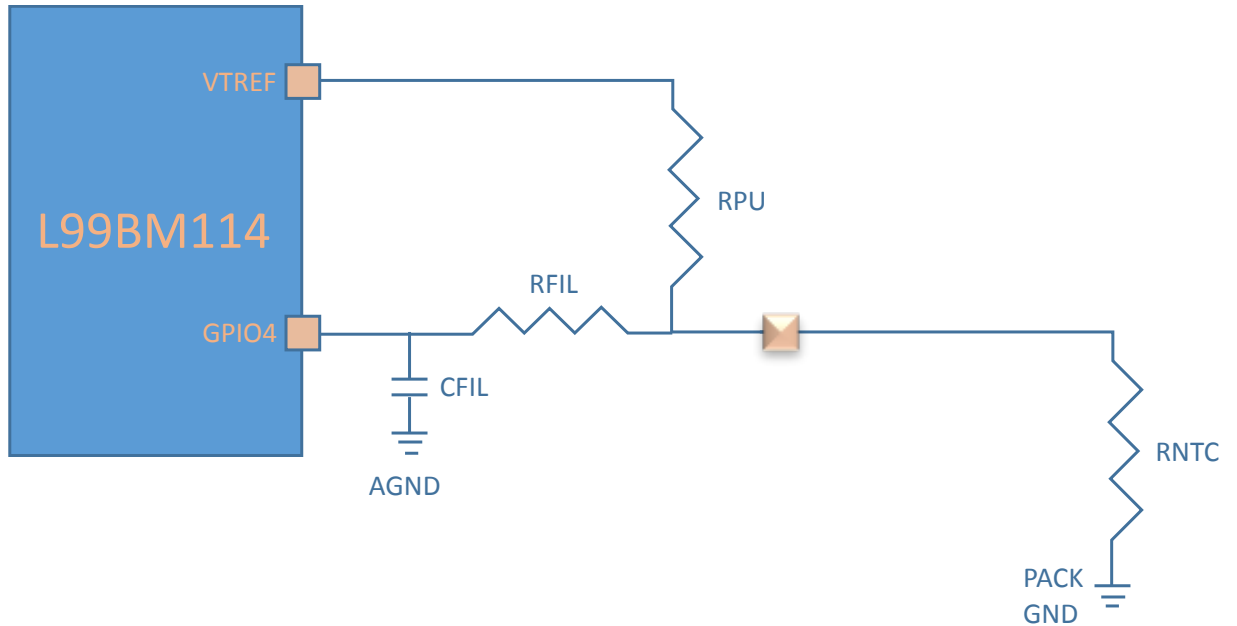 VTREF
RPU
L99BM114
RFIL
GPIO4
CFIL
AGND
RNTC
PACK
GND